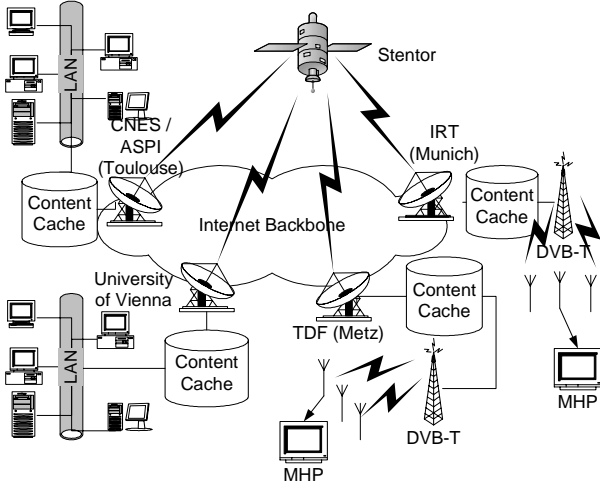 Stentor
LAN
CNES /
ASPI
(Toulouse)
IRT
(Munich)
Content
Cache
Content
Cache
Internet Backbone
DVB-T
University
of Vienna
Content
Cache
TDF (Metz)
LAN
Content
Cache
MHP
DVB-T
MHP